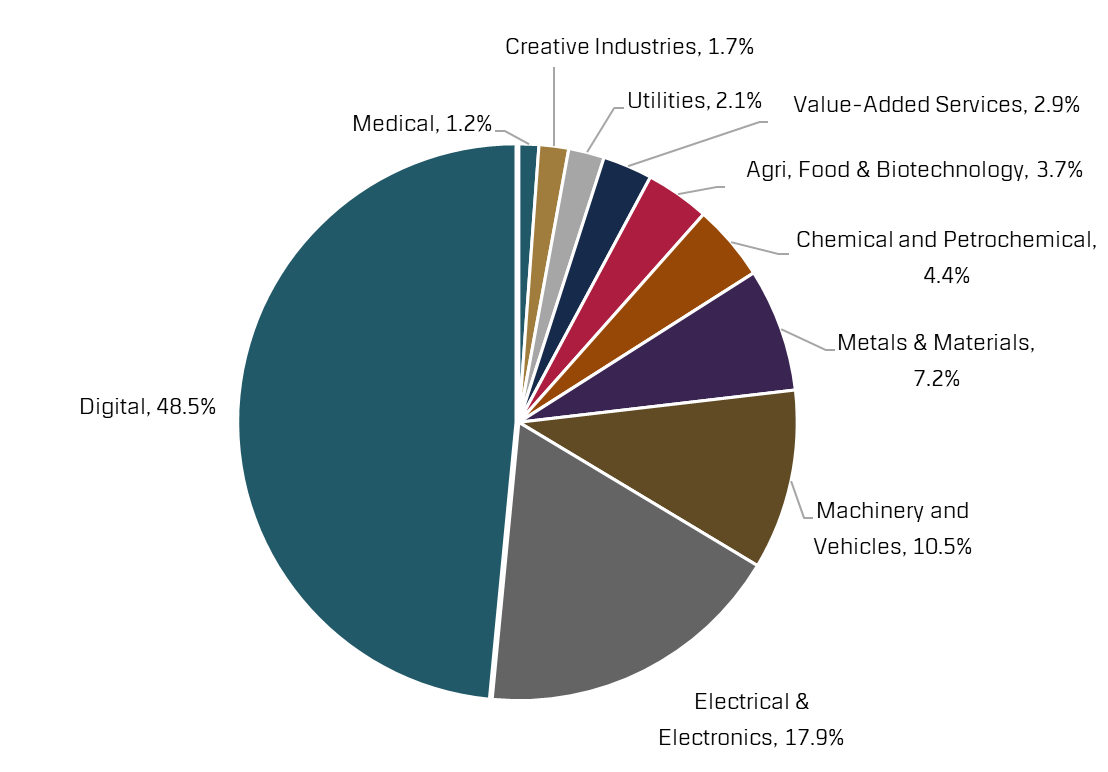 Creative Industries, 1.7%
Utilities, 2.1%
Value-Added Services, 2.9%
Medical, 1.2%
Agri, Food & Biotechnology, 3.7%
Chemical and Petrochemical,
4.4%
Metals & Materials,
7.2%
Digital, 48.5%
Machinery and
Vehicles, 10.5%
Electrical &
Electronics, 17.9%